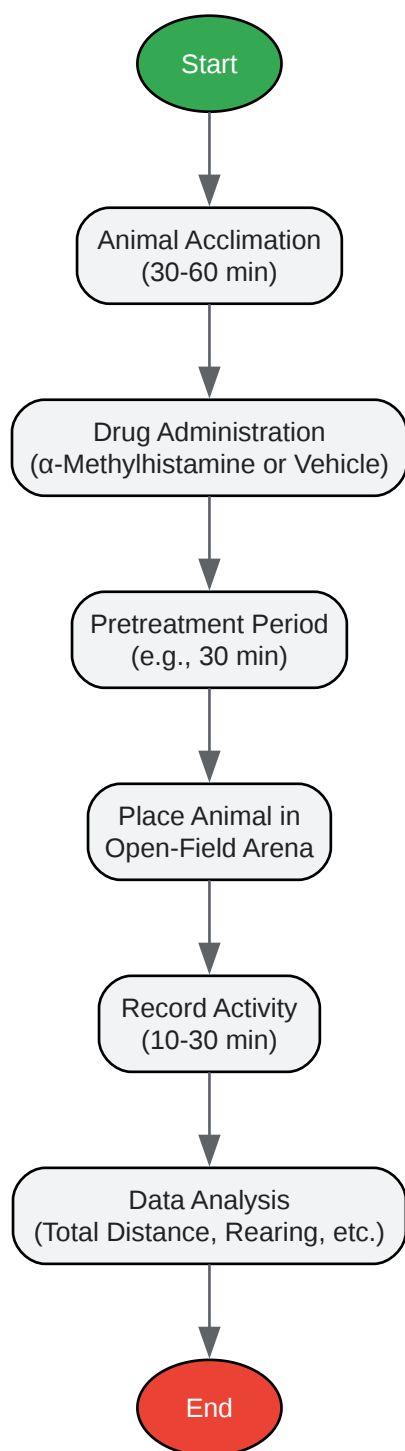 Start
Animal Acclimation
(30-60 min)
Drug Administration
(α-Methylhistamine or Vehicle)
Pretreatment Period
(e.g., 30 min)
Place Animal in
Open-Field Arena
Record Activity
(10-30 min)
Data Analysis
(Total Distance, Rearing, etc.)
End